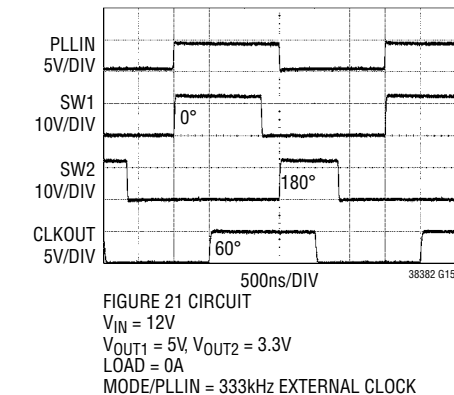 PLLIN
5V/DIV
SW1
10V/DIV
0°
SW2
10V/DIV
180°
CLKOUT
5V/DIV
60°
500ns/DIV
38382 G15
FIGURE 21 CIRCUIT
VIN = 12V
VOUT1 = 5V, VOUT2 = 3.3V
LOAD = 0A
MODE/PLLIN = 333kHz EXTERNAL CLOCK